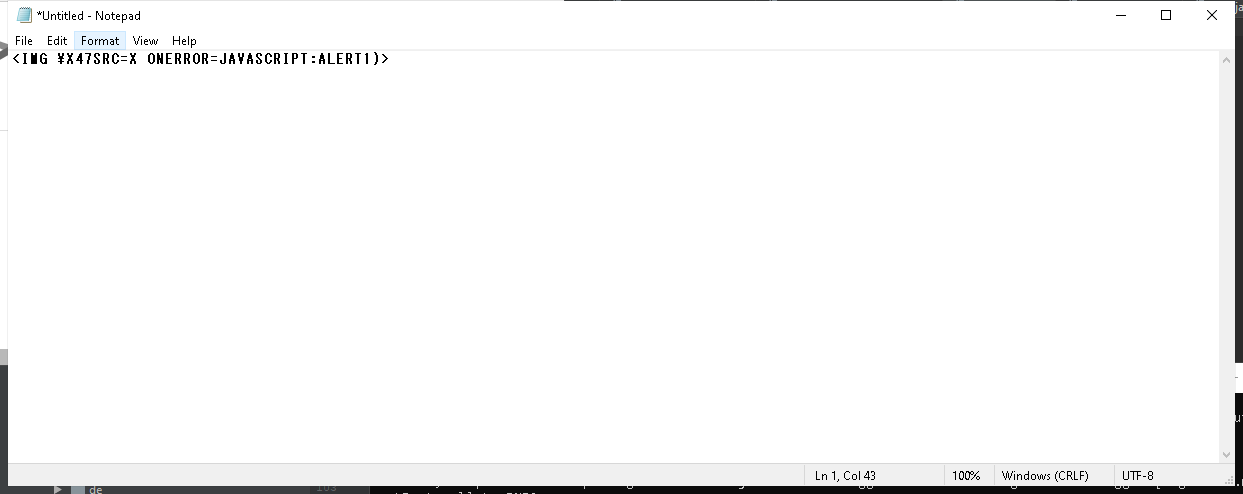 *Untitled - Notepad
File Edit Format View Help
<IMG ¥X47SRC=X ONERROR=JAVASCRIPT:ALERT1)>
Ln 1, Col 43 100% Windows (CRLF) UTF-8
de
103